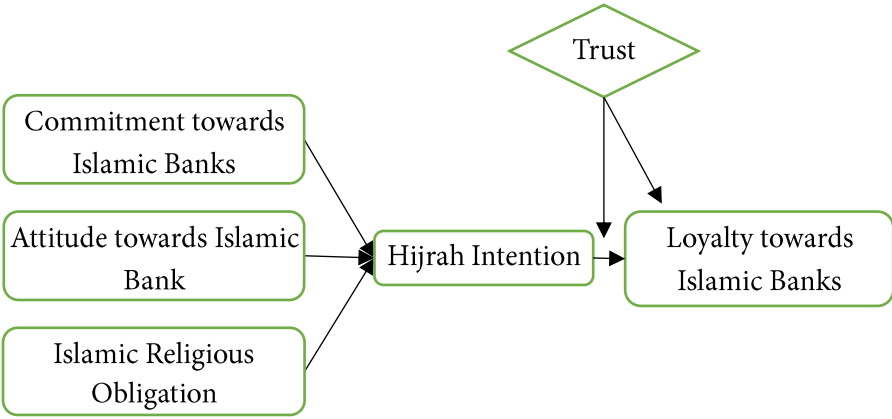 Trust
Commitment towards
Islamic Banks
Attitude towards Islamic
Bank
Islamic Religious
Obligation
Hijrah Intention
Loyalty towards
Islamic Banks